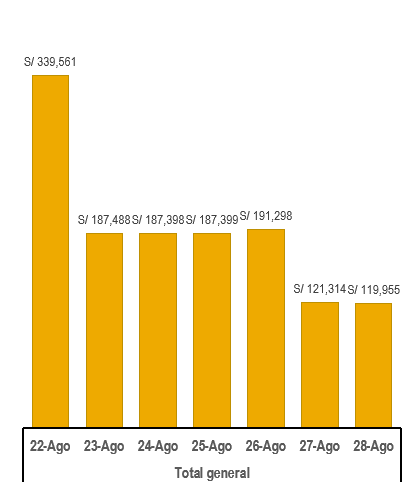 S/ 339,561
S/ 187,488 S/ 187,398 S/ 187,399 S/ 191,298
S/ 121,314 S/ 119,955
22-Ago 23-Ago 24-Ago 25-Ago 26-Ago 27-Ago 28-Ago
Total general